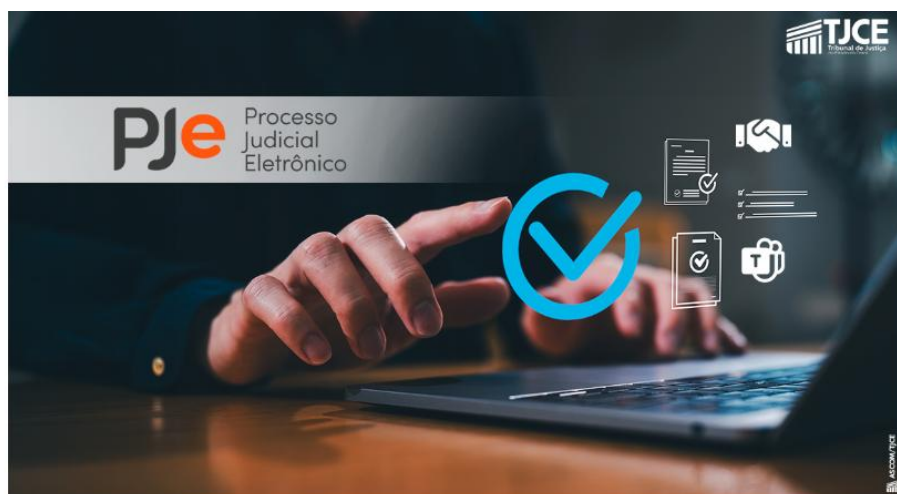 TJCE
Tribunal de Justiça
PJe
Processo
Judicial
Eletrônico
T
ASCOM/TJCE